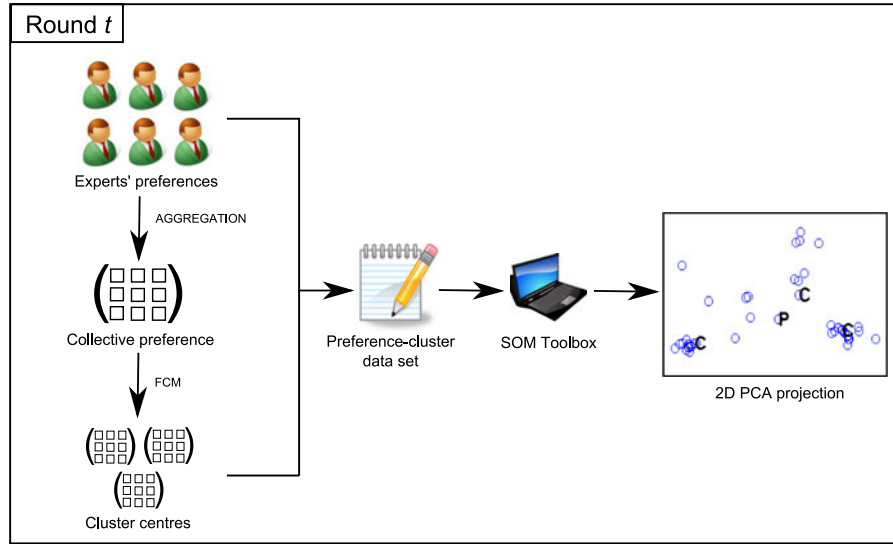 Round t
Experts' preferences
AGGREGATION
Collective preference
FCM
Cluster centres
Preference-cluster
data set
SOM Toolbox
C
P
C
C
2D PCA projection